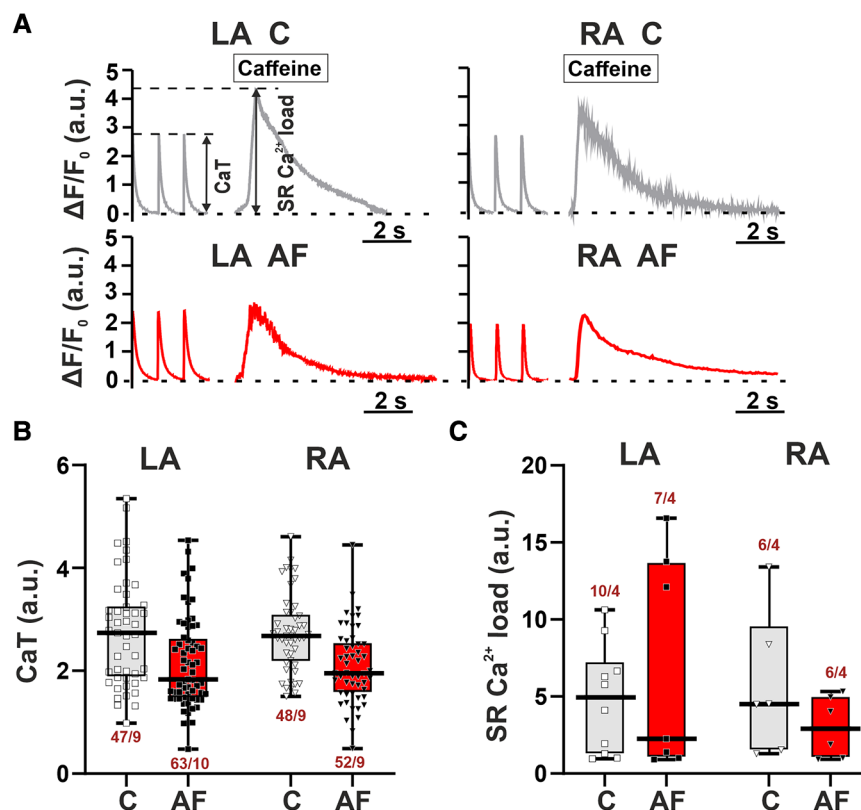 A
LA C
RA C
Caffeine
Caffeine
ΔF/F₀ (a.u.)
5
4
3
2
1
0
CaT
SR Ca²⁺ load
2 s
2 s
LA AF
RA AF
ΔF/F₀ (a.u.)
5
4
3
2
1
0
2 s
2 s
B
LA
RA
CaT (a.u.)
6
4
2
0
47/9
63/10
48/9
52/9
C
AF
C
AF
C
LA
RA
SR Ca²⁺ load (a.u.)
20
15
10
5
0
10/4
7/4
6/4
6/4
C
AF
C
AF